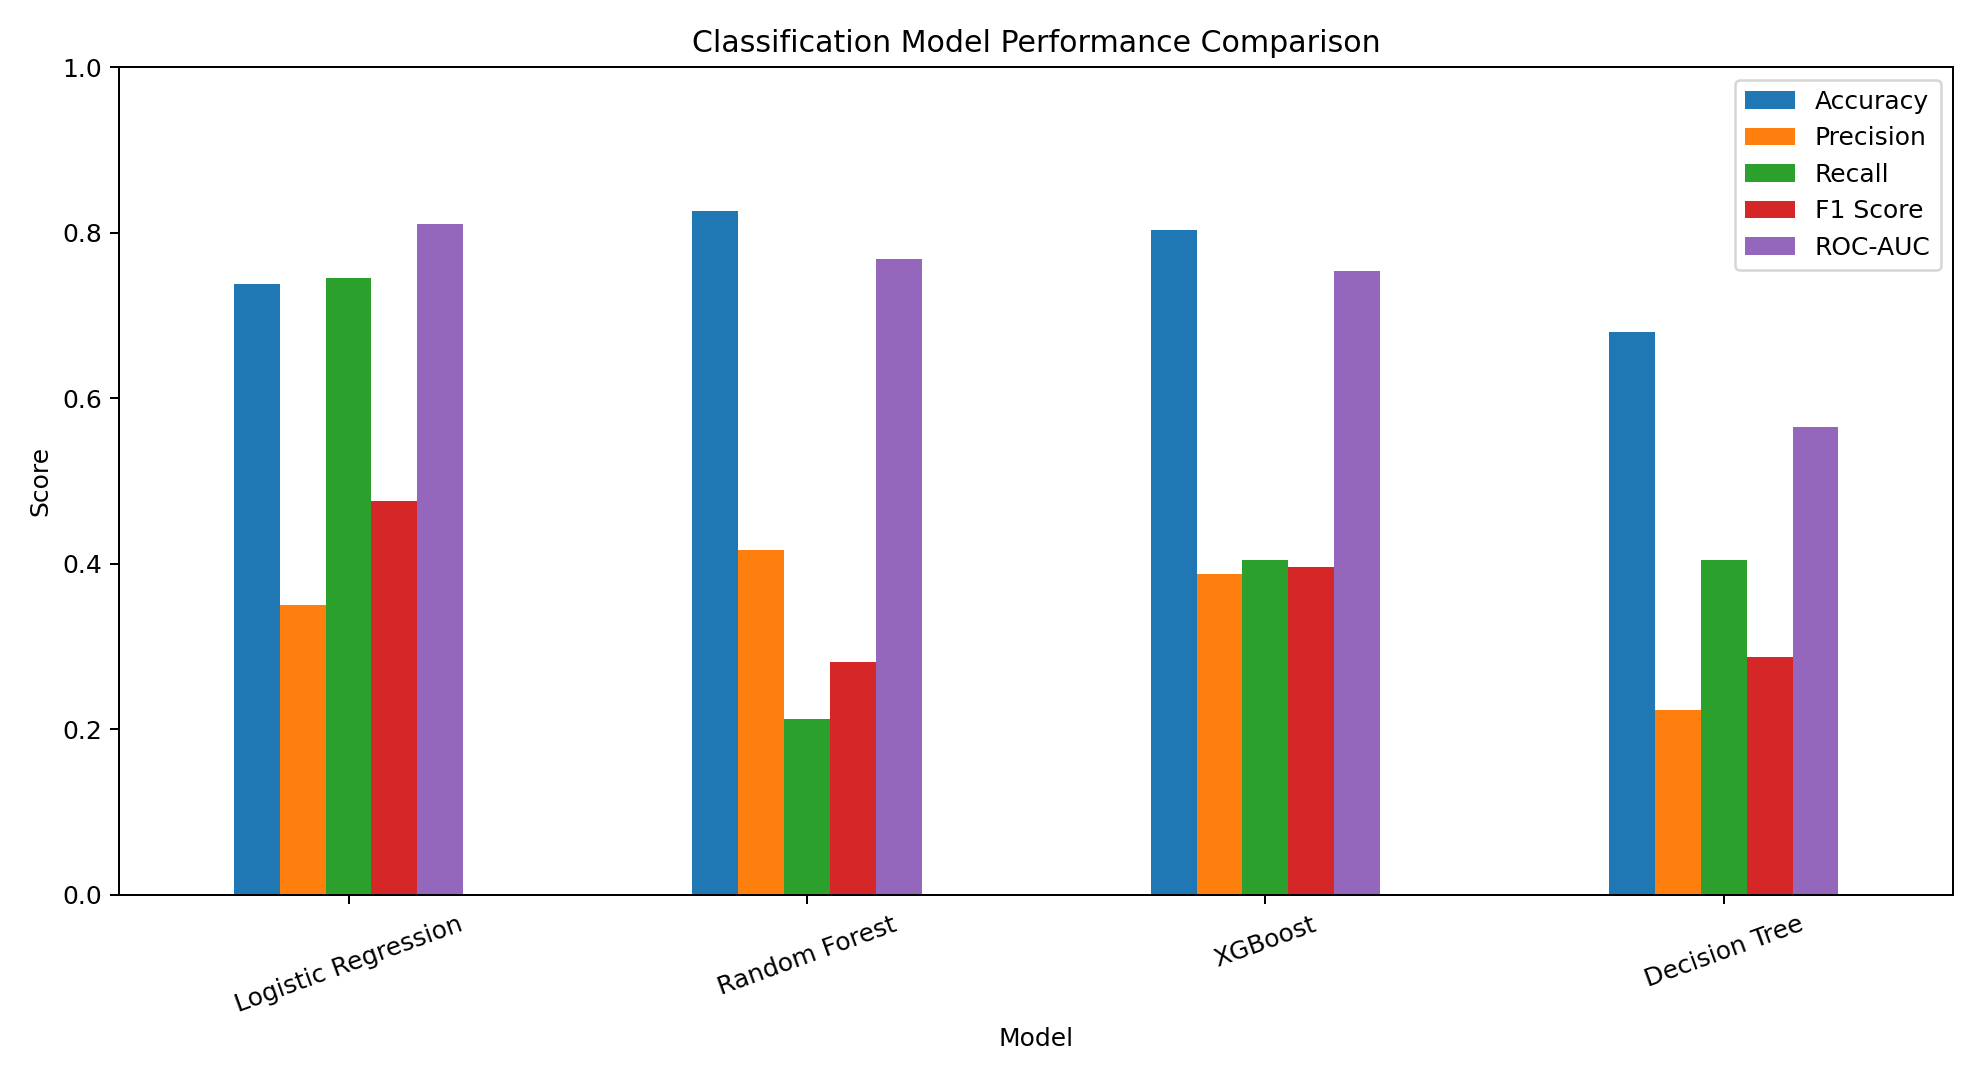 Classification Model Performance Comparison
1.0
0.8
0.6
0.4
0.2
0.0
Score
Accuracy
Precision
Recall
F1 Score
ROC-AUC
Logistic Regression
Random Forest
XGBoost
Decision Tree
Model